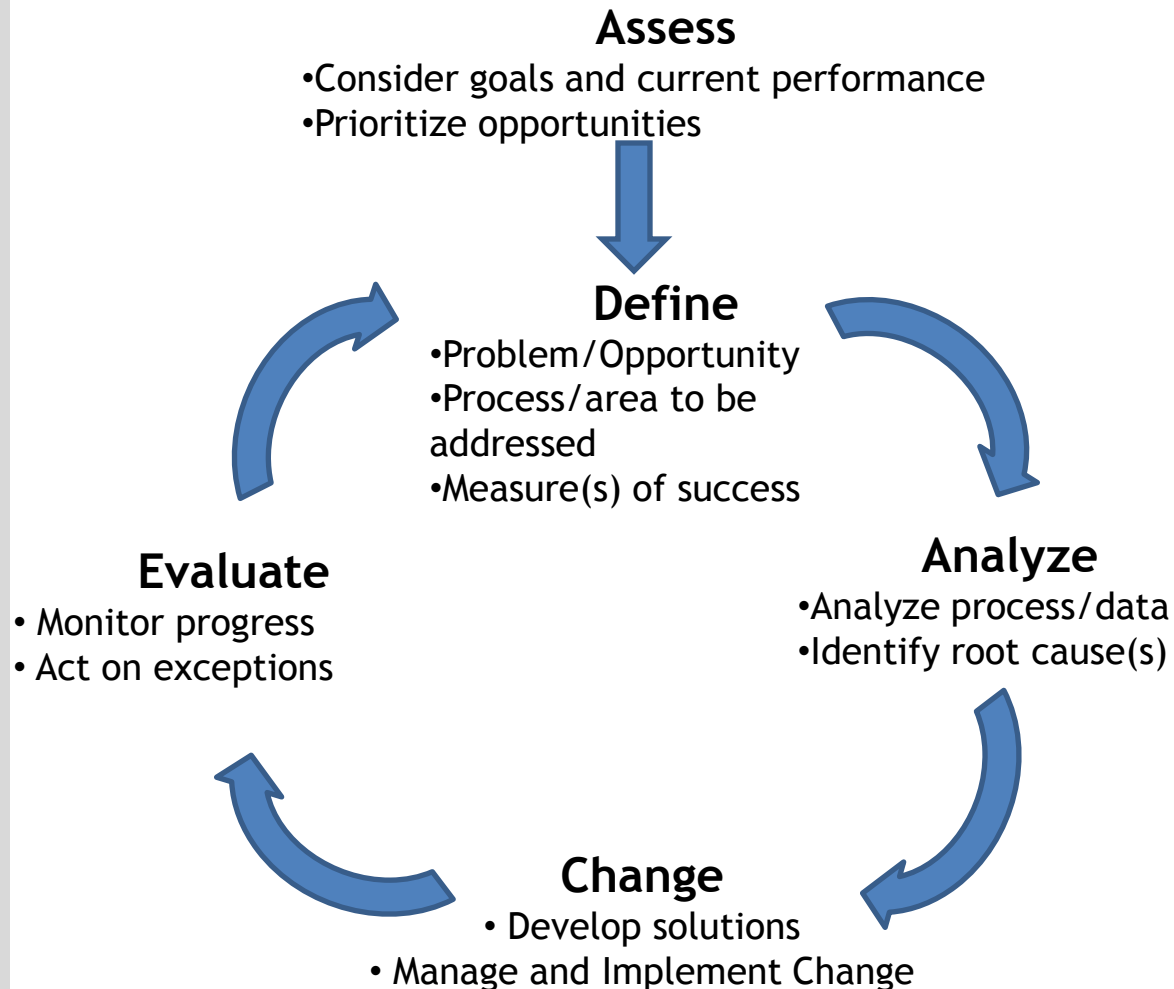 Assess
•Consider goals and current performance
•Prioritize opportunities
Define
•Problem/Opportunity
•Process/area to be
addressed
•Measure(s) of success
Analyze
•Analyze process/data
•Identify root cause(s)
Change
• Develop solutions
• Manage and Implement Change
Evaluate
• Monitor progress
• Act on exceptions